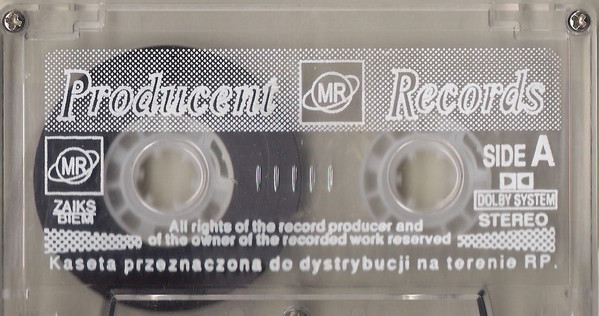 Producent MR Records
MR
SIDE A
ZAIKS
BIEM
DOLBY SYSTEM
STEREO
All rights of the record producer and
of the owner of the recorded work reserved
Kaseta przeznaczona do dystrybucji na terenie RP.